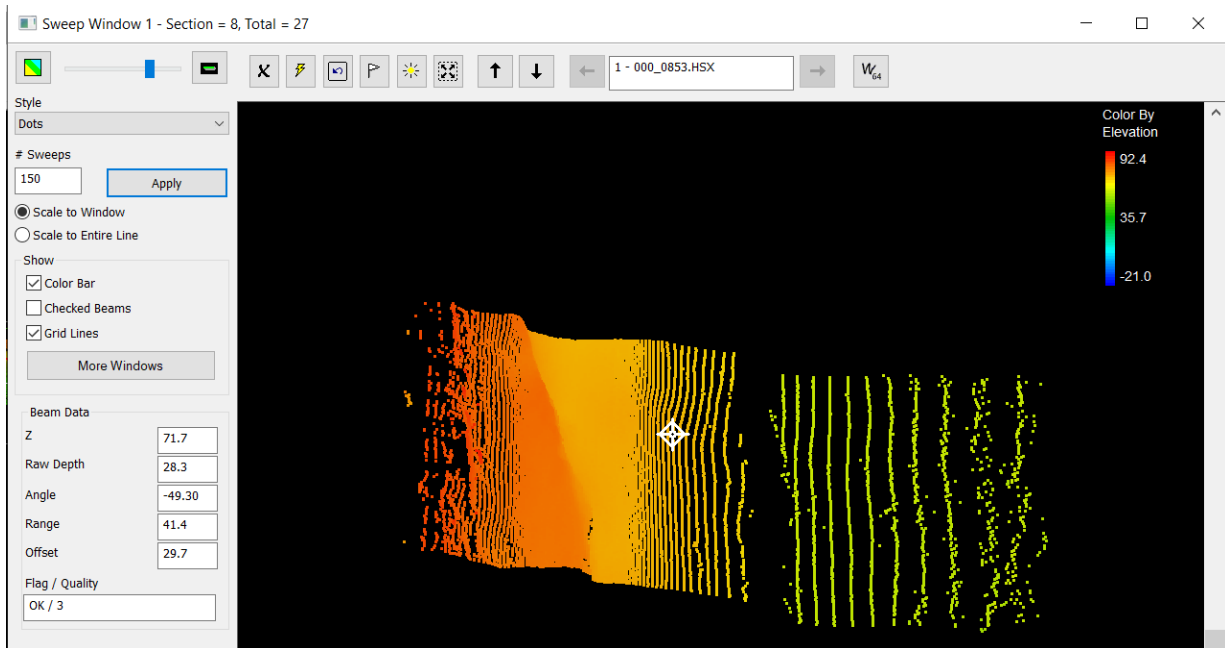 Sweep Window 1 - Section = 8, Total = 27
1 - 000_0853.HSX
W64
Style
Dots
# Sweeps
150
Apply
Scale to Window
Scale to Entire Line
Show
Color Bar
Checked Beams
Grid Lines
More Windows
Beam Data
Z
71.7
Raw Depth
28.3
Angle
-49.30
Range
41.4
Offset
29.7
Flag / Quality
OK / 3
Color By
Elevation
92.4
35.7
-21.0